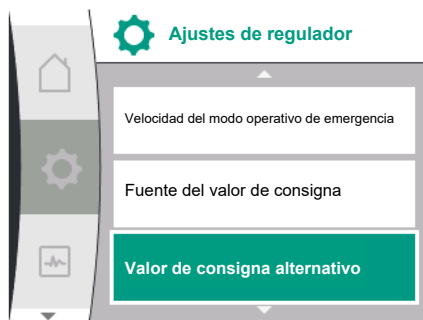 Ajustes de regulador
Velocidad del modo operativo de emergencia
Fuente del valor de consigna
Valor de consigna alternativo